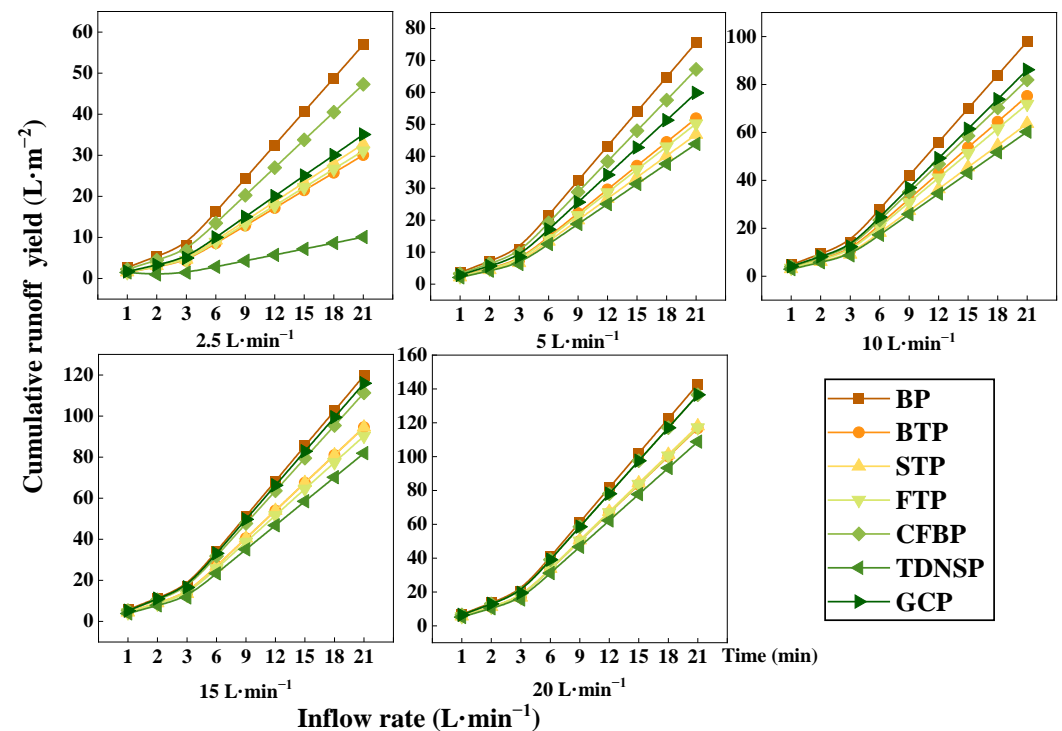 Cumulative runoff yield (L·m⁻²)
60
50
40
30
20
10
0
1 2 3 6 9 12 15 18 21
2.5 L·min⁻¹
80
70
60
50
40
30
20
10
0
1 2 3 6 9 12 15 18 21
5 L·min⁻¹
100
80
60
40
20
0
1 2 3 6 9 12 15 18 21
10 L·min⁻¹
120
100
80
60
40
20
0
1 2 3 6 9 12 15 18 21
15 L·min⁻¹
160
140
120
100
80
60
40
20
0
1 2 3 6 9 12 15 18 21
Time (min)
20 L·min⁻¹
BP
BTP
STP
FTP
CFBP
TDNSP
GCP
Inflow rate (L·min⁻¹)